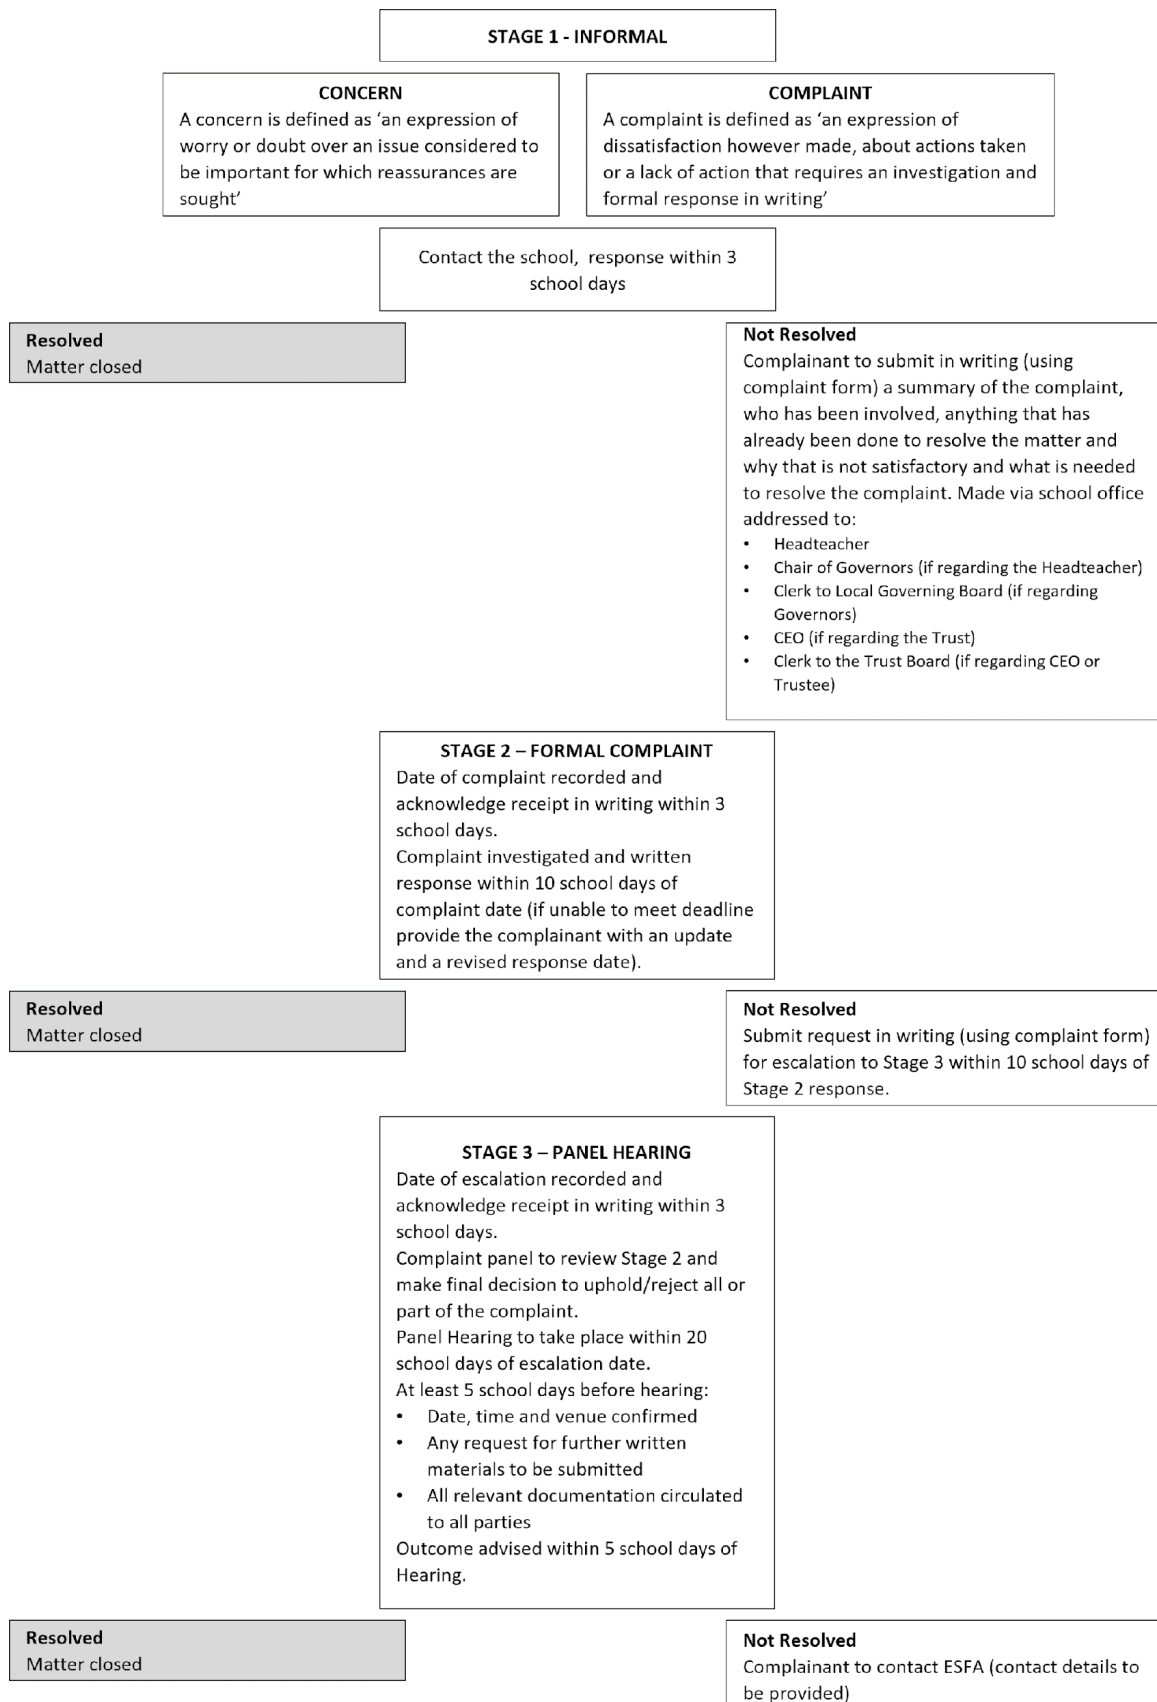 STAGE 1 - INFORMAL
CONCERN
A concern is defined as ‘an expression of
worry or doubt over an issue considered to
be important for which reassurances are
sought’
COMPLAINT
A complaint is defined as ‘an expression of
dissatisfaction however made, about actions taken
or a lack of action that requires an investigation and
formal response in writing’
Contact the school,  response within 3
school days
Resolved
Matter closed
Not Resolved
Complainant to submit in writing (using
complaint form) a summary of the complaint,
who has been involved, anything that has
already been done to resolve the matter and
why that is not satisfactory and what is needed
to resolve the complaint. Made via school office
addressed to:
• Headteacher
• Chair of Governors (if regarding the Headteacher)
• Clerk to Local Governing Board (if regarding
Governors)
• CEO (if regarding the Trust)
• Clerk to the Trust Board (if regarding CEO or
Trustee)
STAGE 2 – FORMAL COMPLAINT
Date of complaint recorded and
acknowledge receipt in writing within 3
school days.
Complaint investigated and written
response within 10 school days of
complaint date (if unable to meet deadline
provide the complainant with an update
and a revised response date).
Resolved
Matter closed
Not Resolved
Submit request in writing (using complaint form)
for escalation to Stage 3 within 10 school days of
Stage 2 response.
STAGE 3 – PANEL HEARING
Date of escalation recorded and
acknowledge receipt in writing within 3
school days.
Complaint panel to review Stage 2 and
make final decision to uphold/reject all or
part of the complaint.
Panel Hearing to take place within 20
school days of escalation date.
At least 5 school days before hearing:
• Date, time and venue confirmed
• Any request for further written
materials to be submitted
• All relevant documentation circulated
to all parties
Outcome advised within 5 school days of
Hearing.
Resolved
Matter closed
Not Resolved
Complainant to contact ESFA (contact details to
be provided)